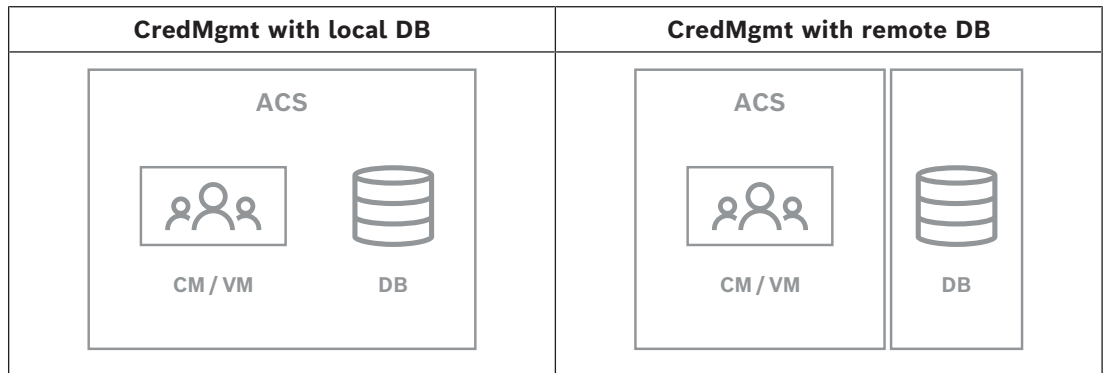 CredMgmt with local DB
CredMgmt with remote DB
ACS
CM / VM
DB
ACS
CM / VM
DB